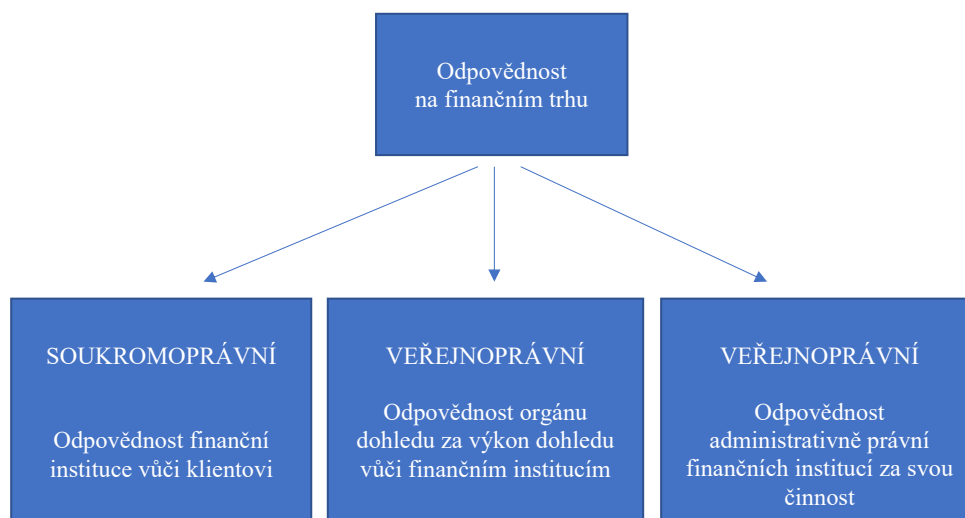 Odpovědnost
na finančním trhu
SOUKROMOPRÁVNÍ
Odpovědnost finanční
instituce vůči klientovi
VEŘEJNOPRÁVNÍ
Odpovědnost orgánu
dohledu za výkon dohledu
vůči finančním institucím
VEŘEJNOPRÁVNÍ
Odpovědnost
administrativně právní
finančních institucí za svou
činnost